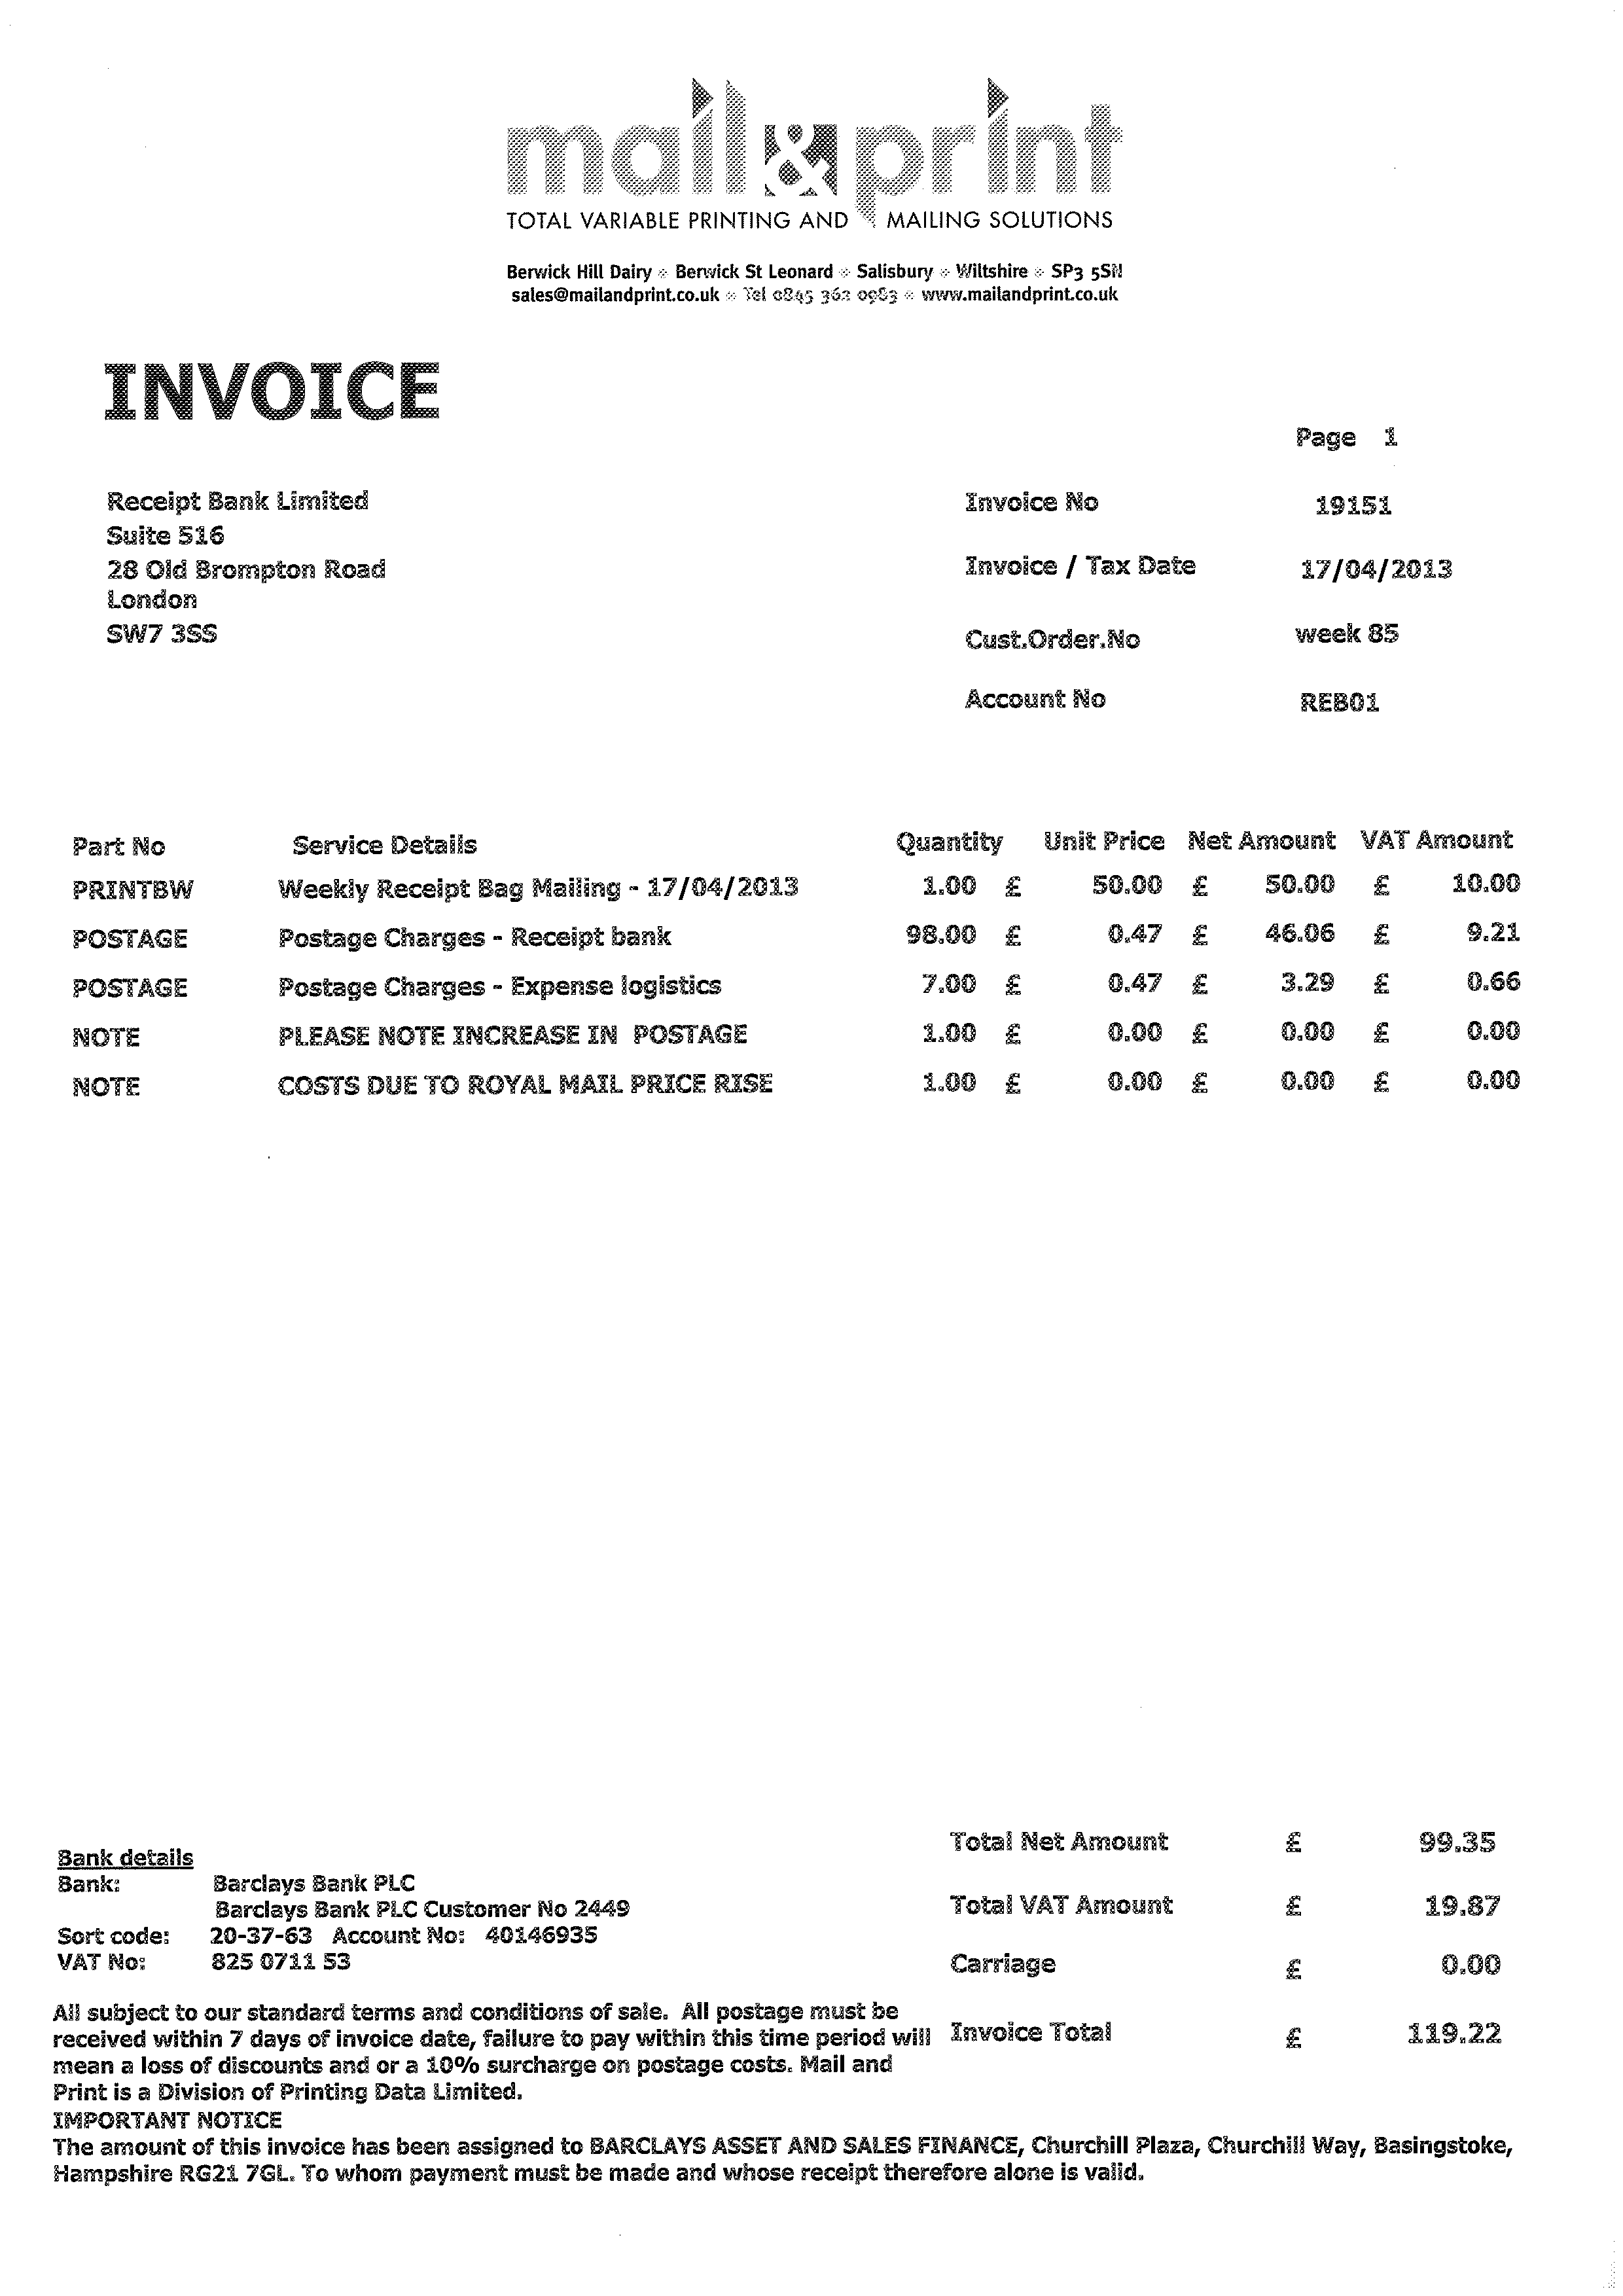 mail&print
TOTAL VARIABLE PRINTING AND MAILING SOLUTIONS
Berwick Hill Dairy Berwick St Leonard Salisbury Wiltshire SP3 5SN
sales@mailandprint.co.uk Tel 0845 362 0983 www.mailandprint.co.uk
INVOICE
Page 1
Receipt Bank Limited
Suite 516
28 Old Brompton Road
London
SW7 3SS
Invoice No 19151
Invoice / Tax Date 17/04/2013
Cust.Order.No week 85
Account No REB01
Part No Service Details Quantity Unit Price Net Amount VAT Amount
PRINTBW Weekly Receipt Bag Mailing - 17/04/2013 1.00 £ 50.00 £ 50.00 £ 10.00
POSTAGE Postage Charges - Receipt bank 98.00 £ 0.47 £ 46.06 £ 9.21
POSTAGE Postage Charges - Expense logistics 7.00 £ 0.47 £ 3.29 £ 0.66
NOTE PLEASE NOTE INCREASE IN POSTAGE 1.00 £ 0.00 £ 0.00 £ 0.00
NOTE COSTS DUE TO ROYAL MAIL PRICE RISE 1.00 £ 0.00 £ 0.00 £ 0.00
Bank details
Bank: Barclays Bank PLC
Barclays Bank PLC Customer No 2449
Sort code: 20-37-63 Account No: 40146935
VAT No: 825 0711 53
Total Net Amount £ 99.35
Total VAT Amount £ 19.87
Carriage £ 0.00
Invoice Total £ 119.22
All subject to our standard terms and conditions of sale. All postage must be
received within 7 days of invoice date, failure to pay within this time period will
mean a loss of discounts and or a 10% surcharge on postage costs. Mail and
Print is a Division of Printing Data Limited.
IMPORTANT NOTICE
The amount of this invoice has been assigned to BARCLAYS ASSET AND SALES FINANCE, Churchill Plaza, Churchill Way, Basingstoke,
Hampshire RG21 7GL. To whom payment must be made and whose receipt therefore alone is valid.